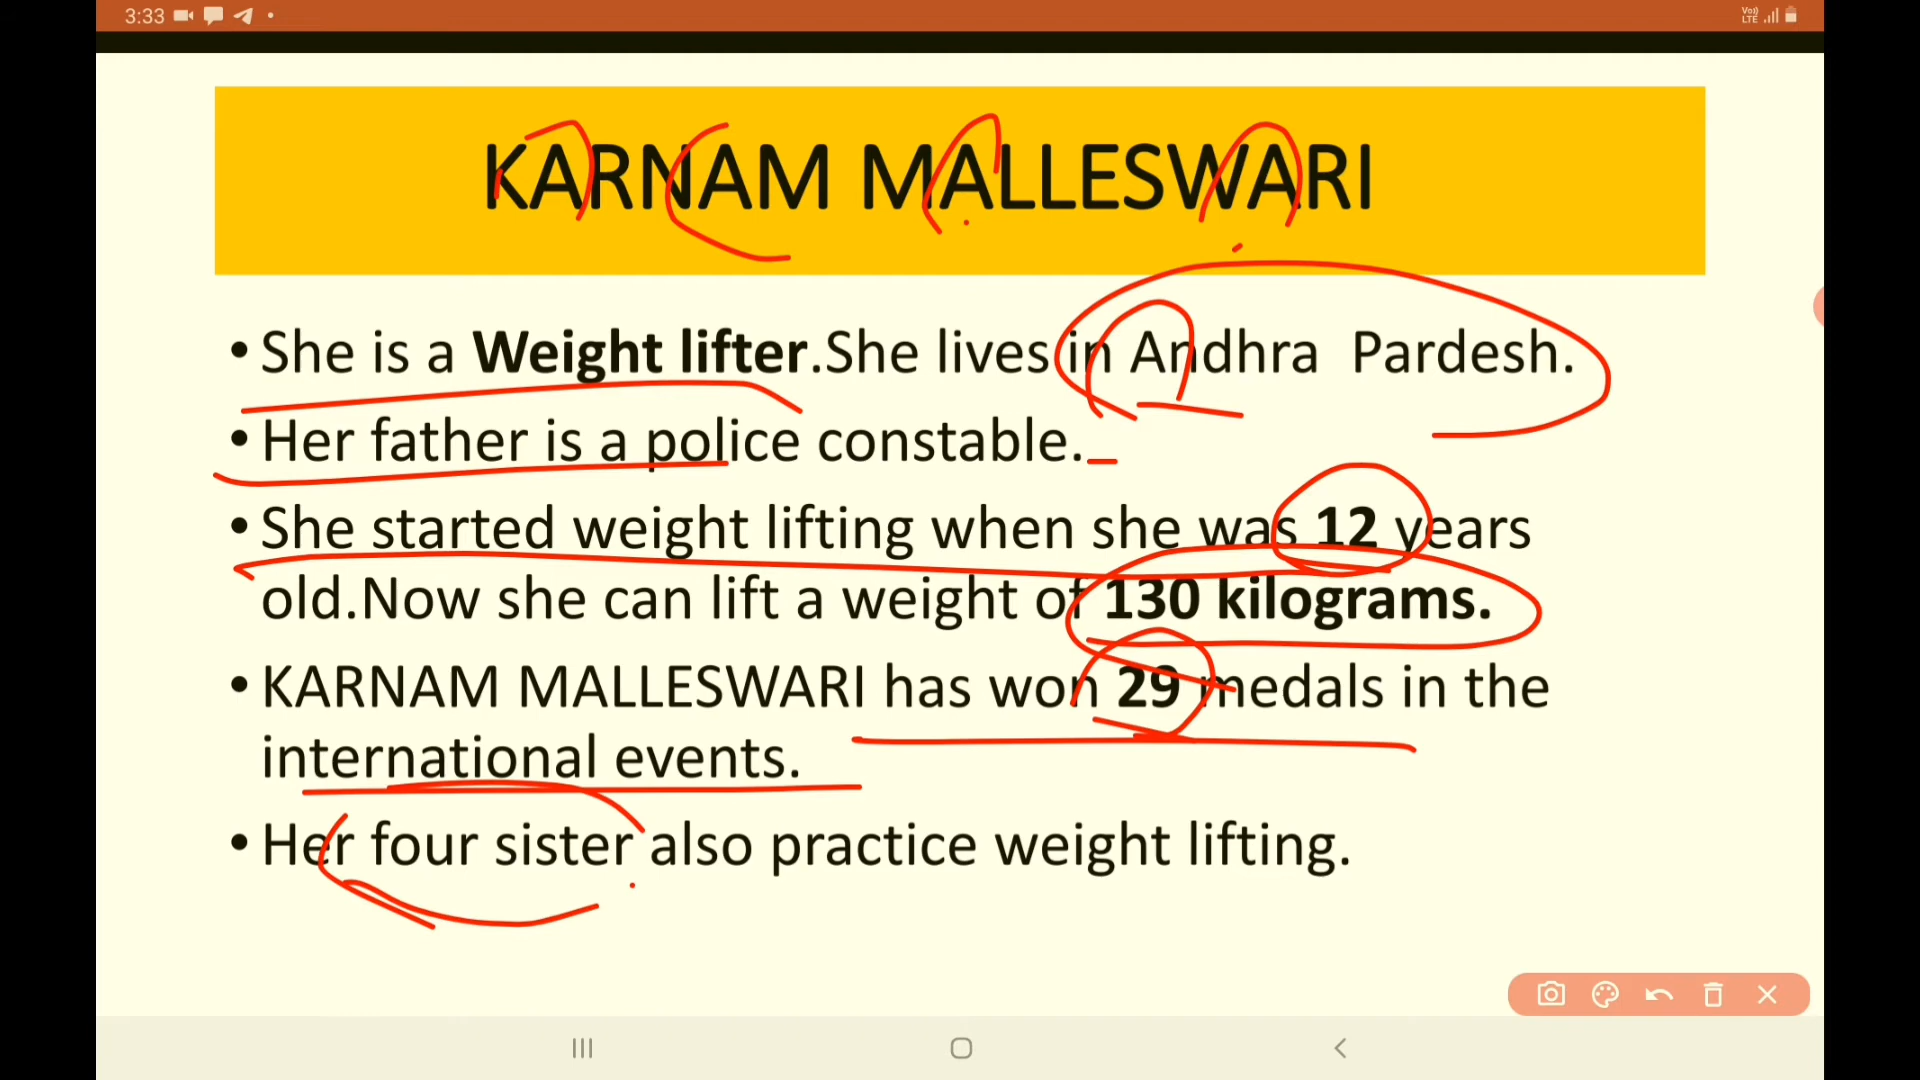 3:33
Vo)) LTE
KARNAM MALLESWARI
• She is a Weight lifter.She lives in Andhra  Pardesh.
• Her father is a police constable.
• She started weight lifting when she was 12 years
old.Now she can lift a weight of 130 kilograms.
• KARNAM MALLESWARI has won 29 medals in the
international events.
• Her four sister also practice weight lifting.